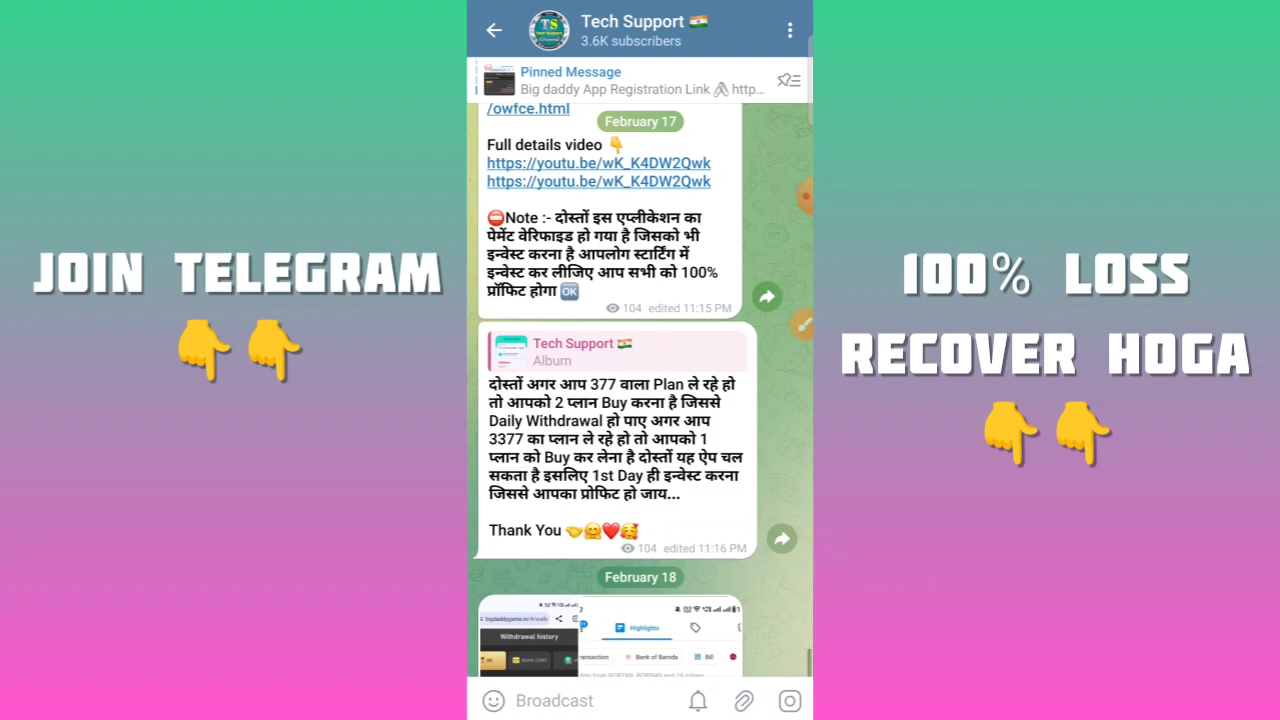 JOIN TELEGRAM
👇👇
TS
Tech Support 🇮🇳
3.6K subscribers
Pinned Message
Big daddy App Registration Link 🖇️ http...
/owfce.html
February 17
Full details video 👇
https://youtu.be/wK_K4DW2Qwk
https://youtu.be/wK_K4DW2Qwk
⛔Note :- दोस्तों इस एप्लीकेशन का
पेमेंट वेरिफाइड हो गया है जिसको भी
इन्वेस्ट करना है आपलोग स्टार्टिंग में
इन्वेस्ट कर लीजिए आप सभी को 100%
प्रॉफिट होगा 🆗
104 edited 11:15 PM
Tech Support 🇮🇳
Album
दोस्तों अगर आप 377 वाला Plan ले रहे हो
तो आपको 2 प्लान Buy करना है जिससे
Daily Withdrawal हो पाए अगर आप
3377 का प्लान ले रहे हो तो आपको 1
प्लान को Buy कर लेना है दोस्तों यह ऐप चल
सकता है इसलिए 1st Day ही इन्वेस्ट करना
जिससे आपका प्रोफिट हो जाय...
Thank You 🤝🤗❤️🥰
104 edited 11:16 PM
February 18
Withdrawal history
BANK CARD
Highlights
Bank of Baroda
Bill
Broadcast
100% LOSS
RECOVER HOGA
👇👇